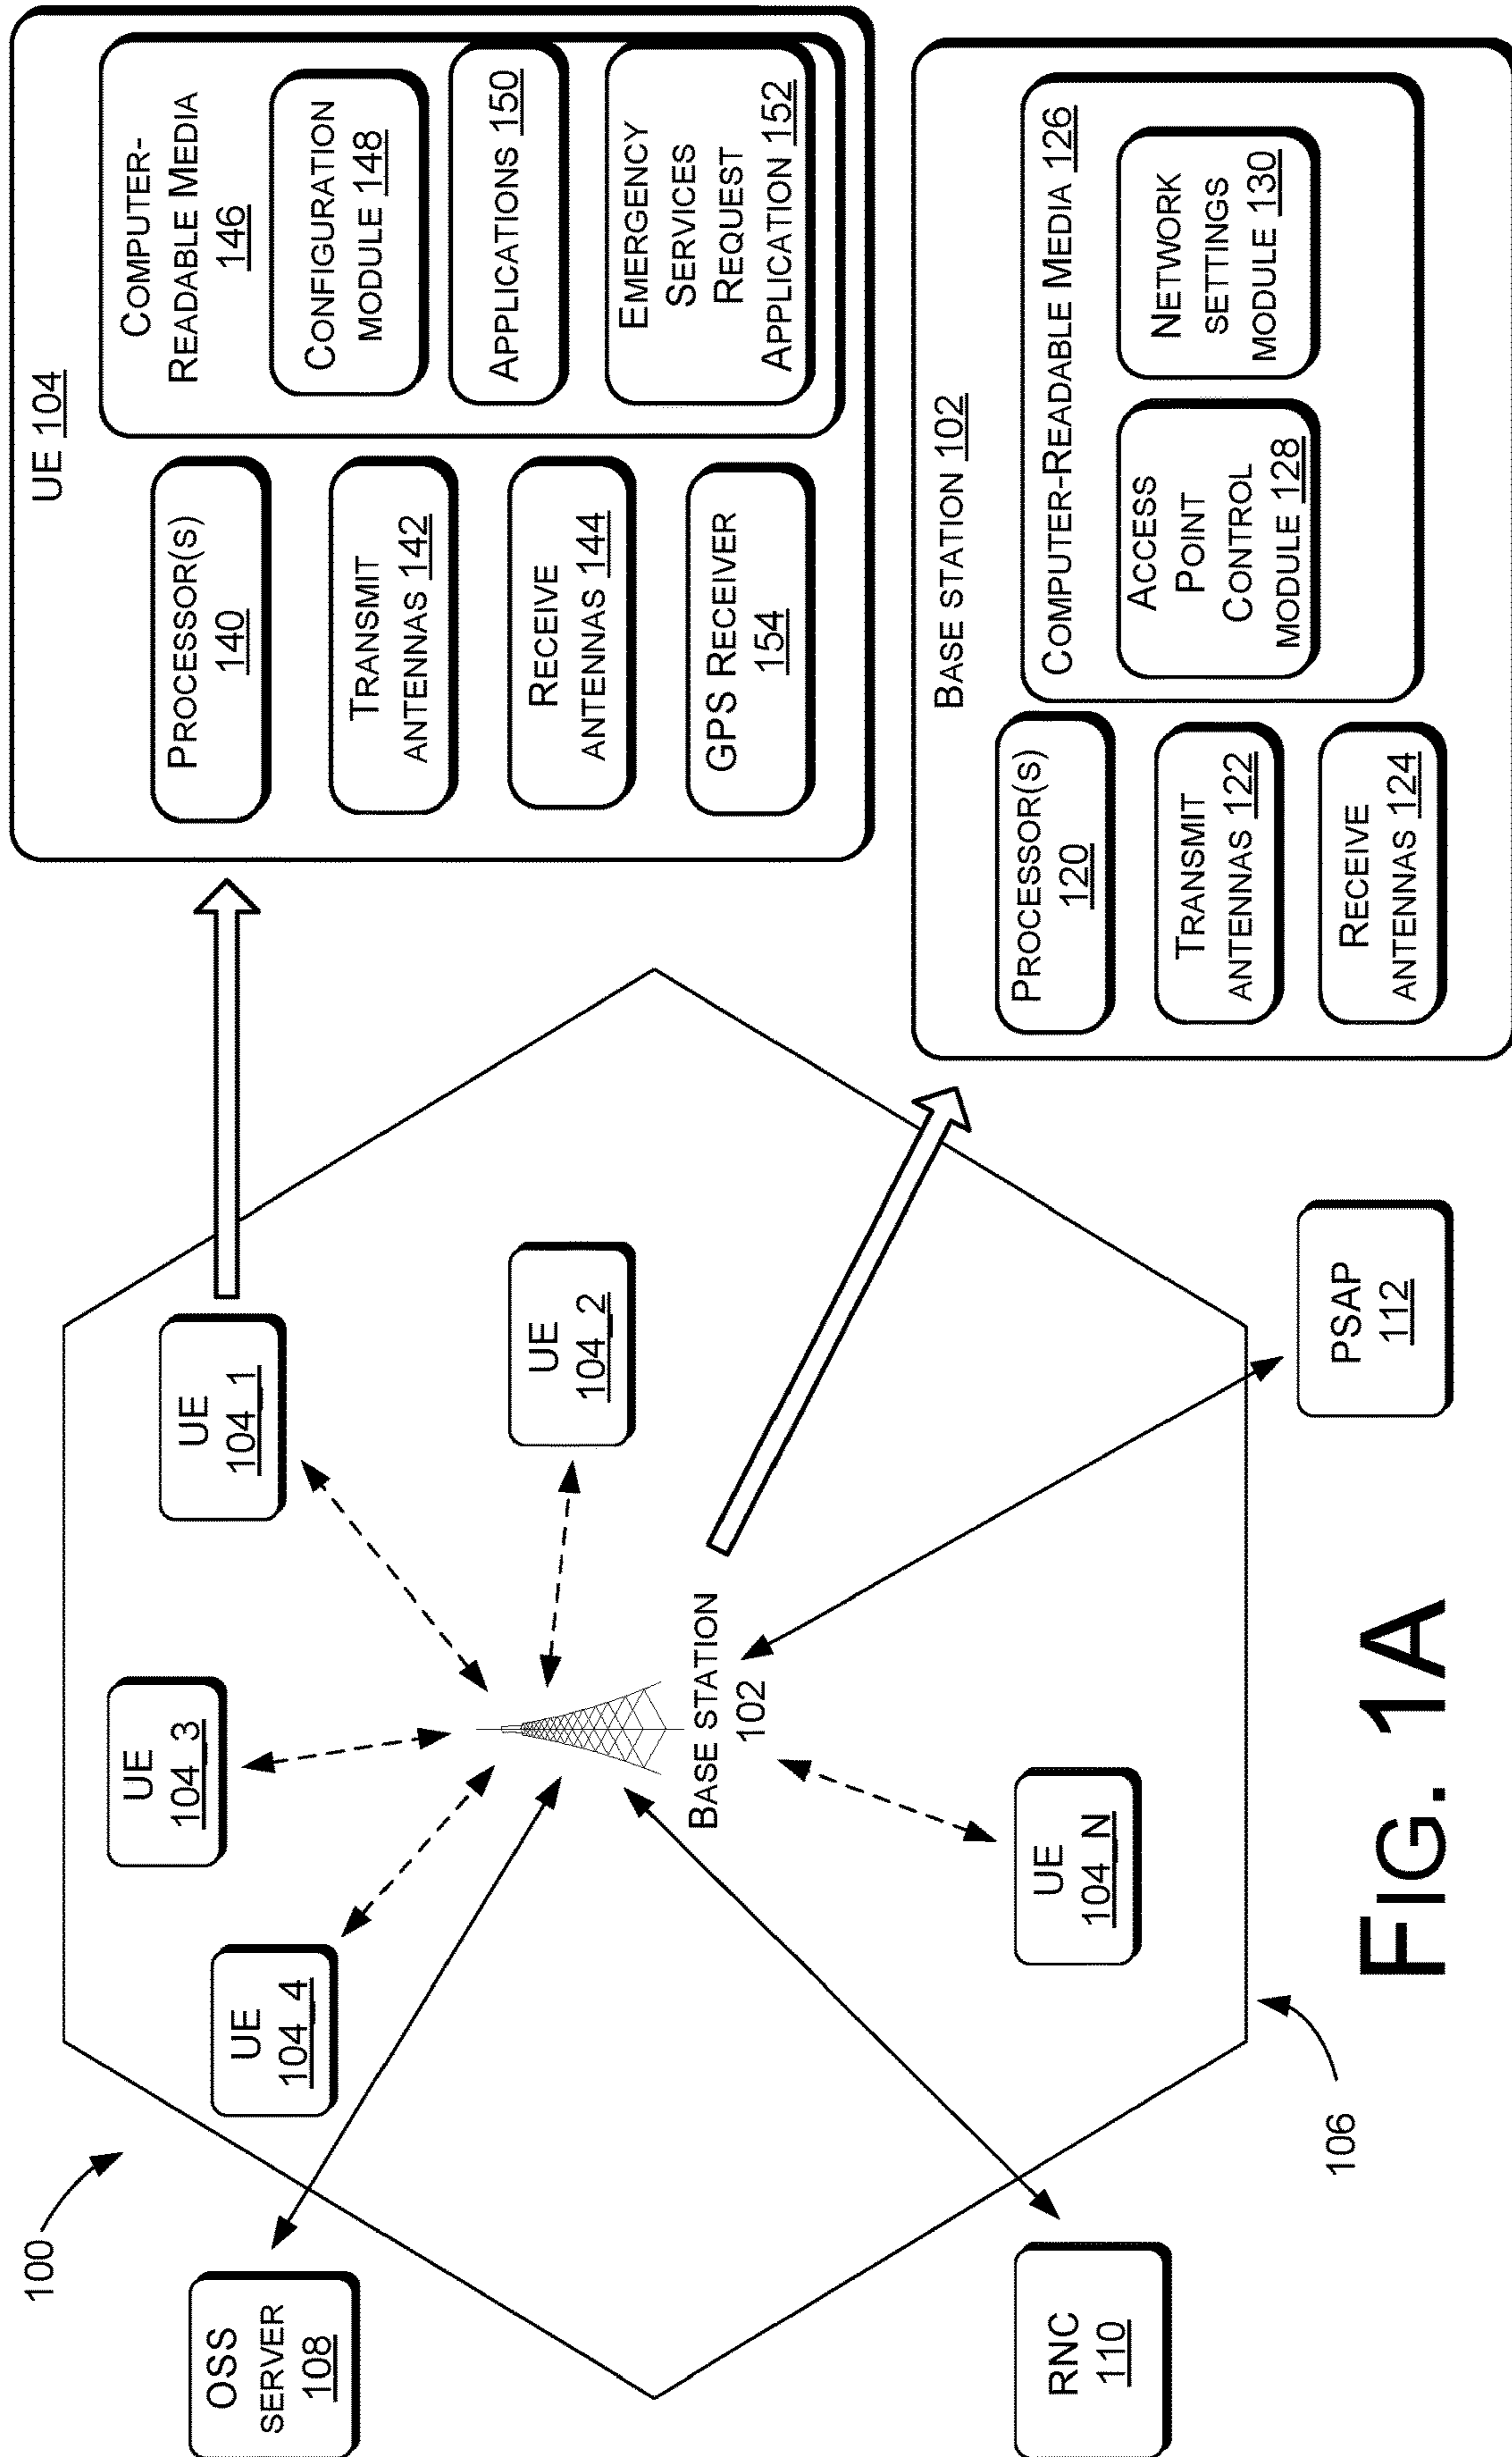 100
OSS
SERVER
108
UE
104_4
UE
104_3
UE
104_1
UE
104_2
BASE STATION
102
UE
104_N
RNC
110
106
PSAP
112
UE 104
PROCESSOR(S)
140
TRANSMIT
ANTENNAS 142
RECEIVE
ANTENNAS 144
GPS RECEIVER
154
COMPUTER-
READABLE MEDIA
146
CONFIGURATION
MODULE 148
APPLICATIONS 150
EMERGENCY
SERVICES
REQUEST
APPLICATION 152
BASE STATION 102
PROCESSOR(S)
120
TRANSMIT
ANTENNAS 122
RECEIVE
ANTENNAS 124
COMPUTER-READABLE MEDIA 126
ACCESS
POINT
CONTROL
MODULE 128
NETWORK
SETTINGS
MODULE 130
FIG. 1A